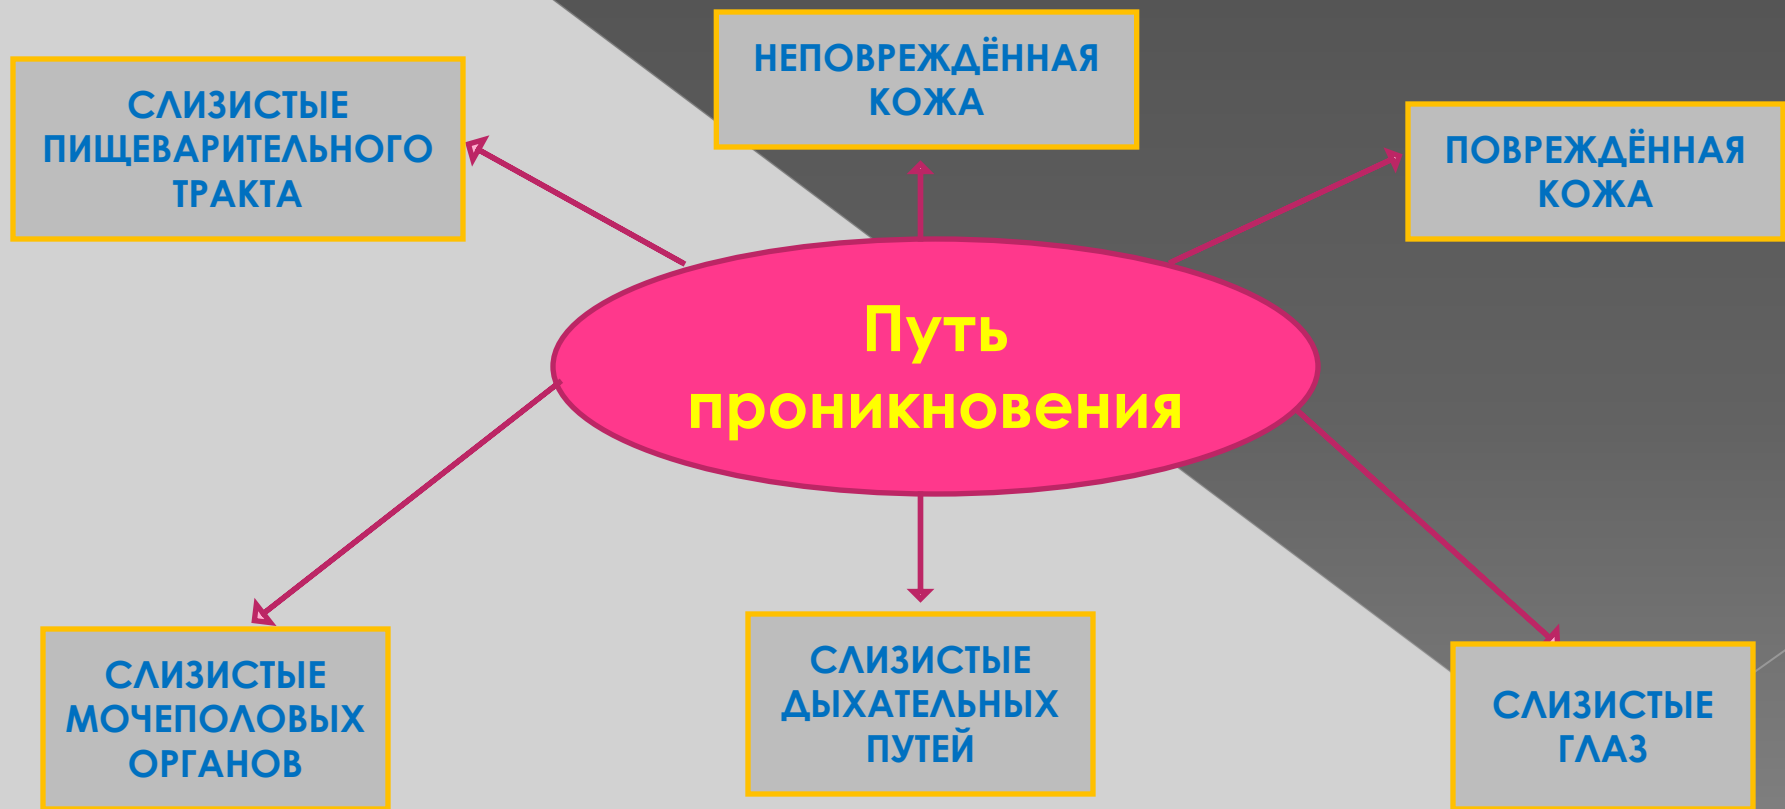 НЕПОВРЕЖДЁННАЯ
КОЖА
СЛИЗИСТЫЕ
ПИЩЕВАРИТЕЛЬНОГО
ТРАКТА
ПОВРЕЖДЁННАЯ
КОЖА
Путь
проникновения
СЛИЗИСТЫЕ
МОЧЕПОЛОВЫХ
ОРГАНОВ
СЛИЗИСТЫЕ
ДЫХАТЕЛЬНЫХ
ПУТЕЙ
СЛИЗИСТЫЕ
ГЛАЗ